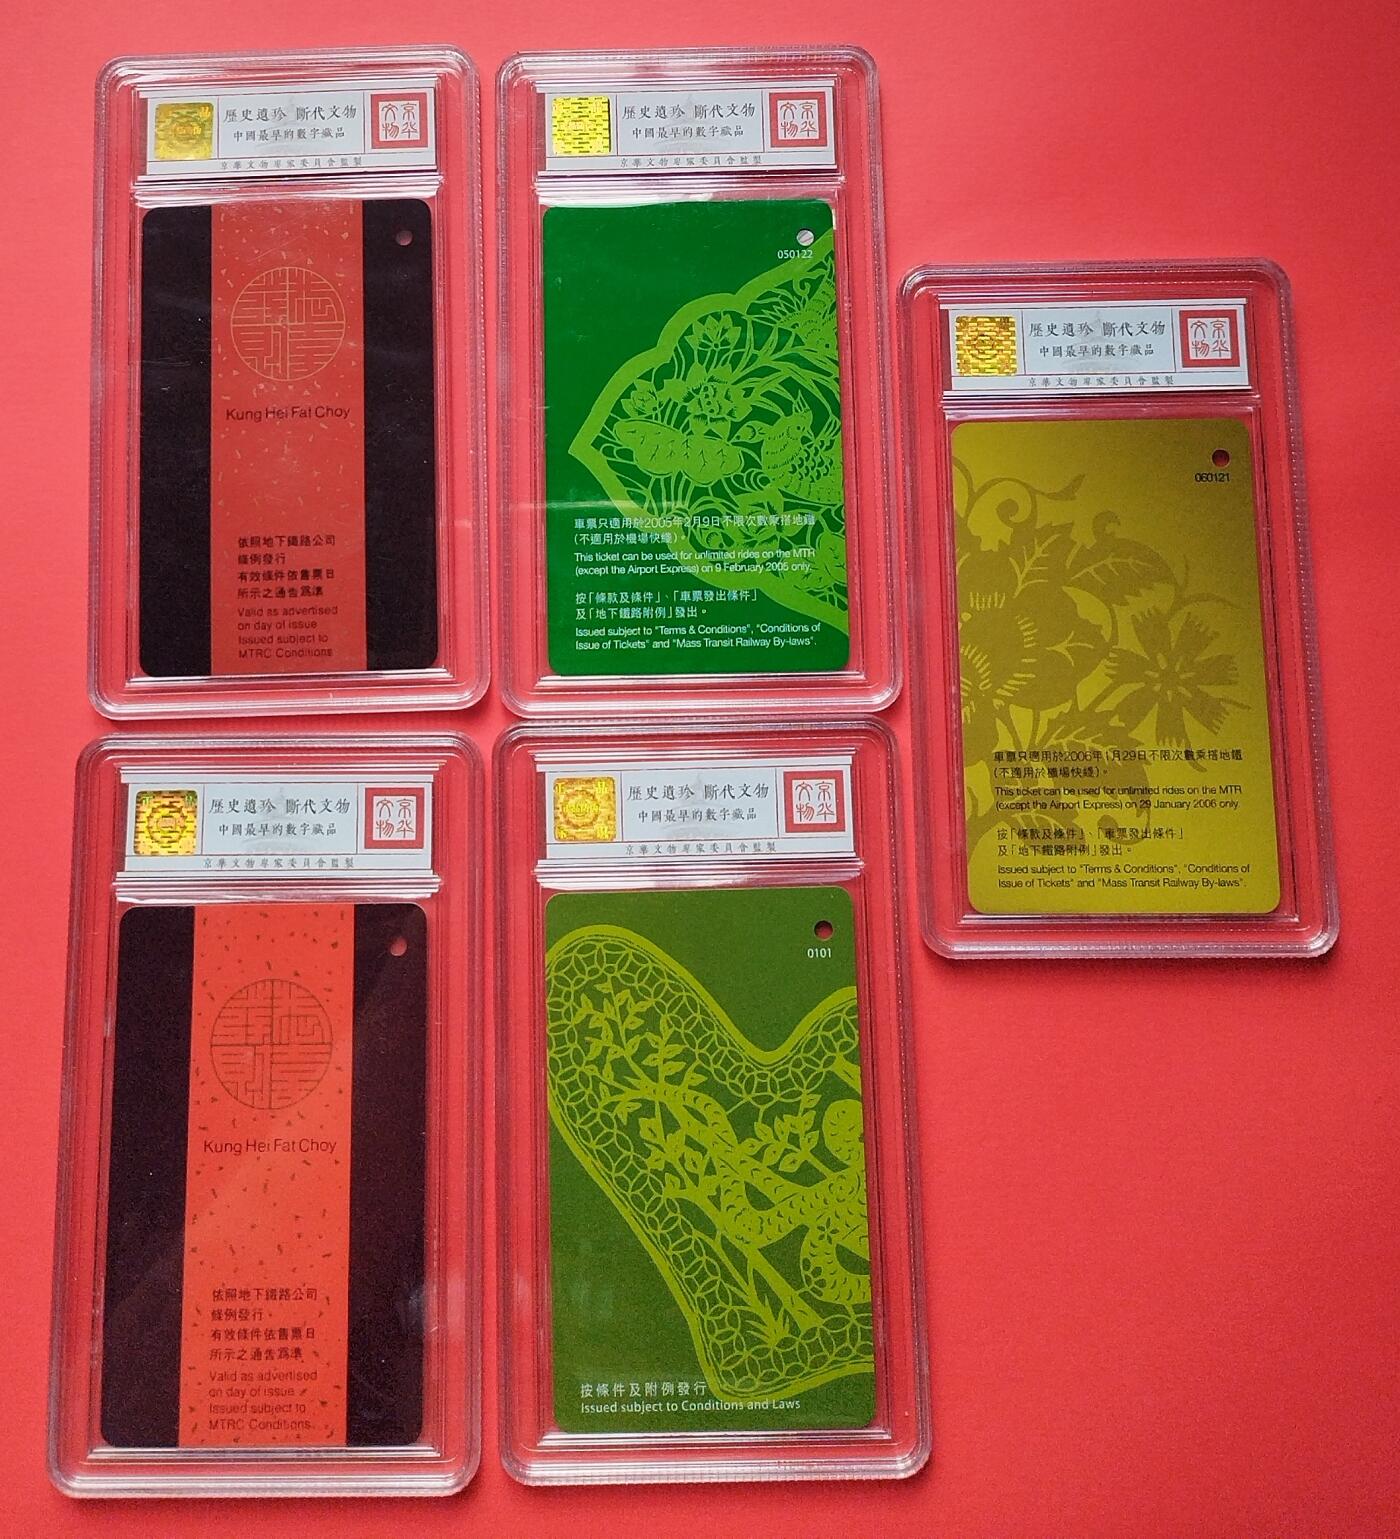 歷史遺珍 斷代文物
中國最早的數字藏品
京华文物
京華文物專家委員會監製
恭喜發財
Kung Hei Fat Choy
依照地下鐵路公司
條例發行
有效條件依售票日
所示之通告爲準
Valid as advertised
on day of issue
Issued subject to
MTRC Conditions
歷史遺珍 斷代文物
中國最早的數字藏品
京华文物
京華文物專家委員會監製
050122
車票只適用於2005年2月9日不限次數乘搭地鐵
(不適用於機場快綫)。
This ticket can be used for unlimited rides on the MTR
(except the Airport Express) on 9 February 2005 only.
按「條款及條件」、「車票發出條件」
及「地下鐵路附例」發出。
Issued subject to "Terms & Conditions", "Conditions of
Issue of Tickets" and "Mass Transit Railway By-laws".
歷史遺珍 斷代文物
中國最早的數字藏品
京华文物
京華文物專家委員會監製
060121
車票只適用於2006年1月29日不限次數乘搭地鐵
(不適用於機場快綫)。
This ticket can be used for unlimited rides on the MTR
(except the Airport Express) on 29 January 2006 only.
按「條款及條件」、「車票發出條件」
及「地下鐵路附例」發出。
Issued subject to "Terms & Conditions", "Conditions of
Issue of Tickets" and "Mass Transit Railway By-laws".
正品
歷史遺珍 斷代文物
中國最早的數字藏品
京华文物
京華文物專家委員會監製
恭喜發財
Kung Hei Fat Choy
依照地下鐵路公司
條例發行。
有效條件依售票日
所示之通告爲準
Valid as advertised
on day of issue
Issued subject to
MTRC Conditions
正品
歷史遺珍 斷代文物
中國最早的數字藏品
京华文物
京華文物專家委員會監製
0101
按條件及附例發行
Issued subject to Conditions and Laws